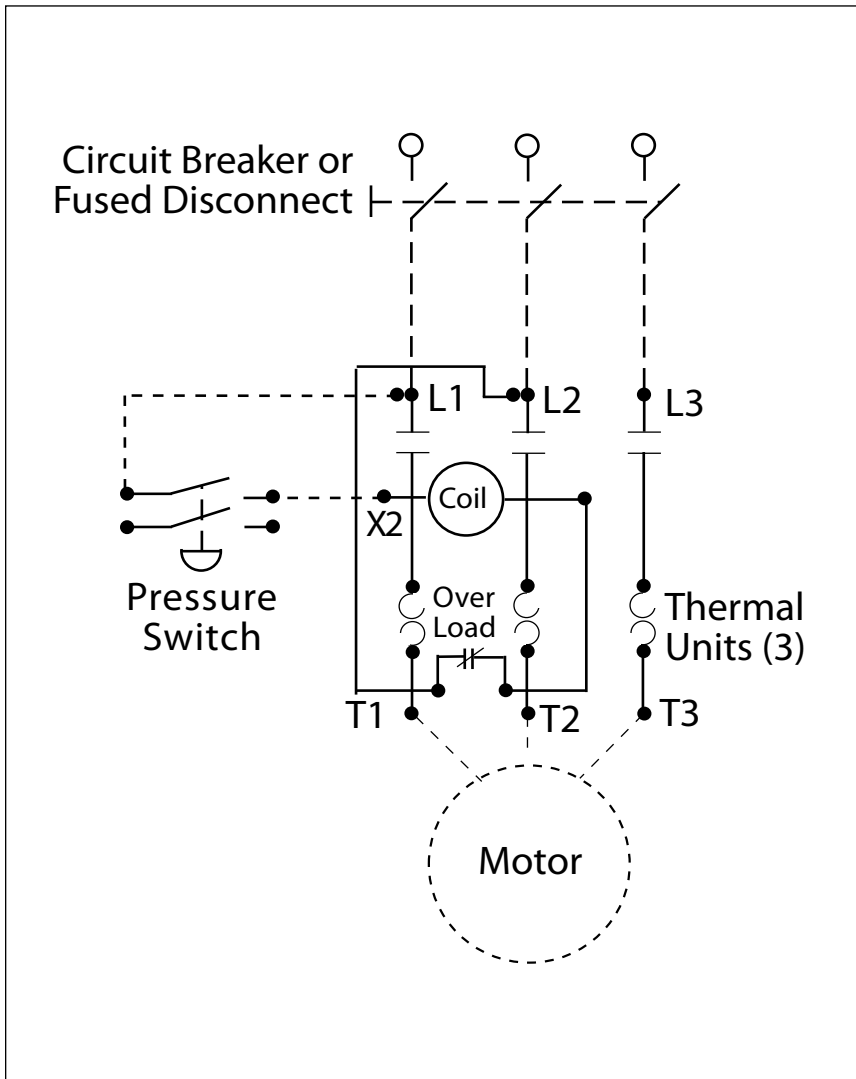 Circuit Breaker or
Fused Disconnect
L1
L2
L3
Coil
X2
Pressure
Switch
Over
Load
Thermal
Units (3)
T1
T2
T3
Motor